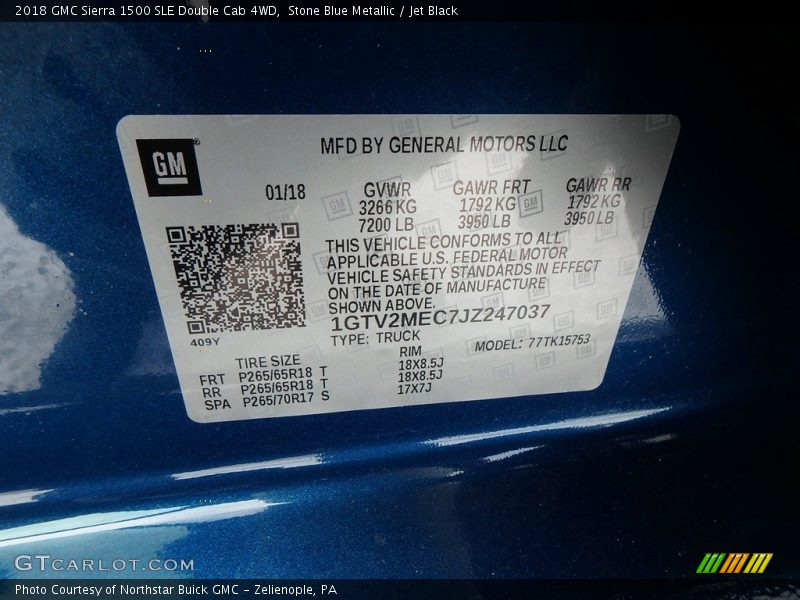 2018 GMC Sierra 1500 SLE Double Cab 4WD,  Stone Blue Metallic / Jet Black
GM®
MFD BY GENERAL MOTORS LLC
01/18 GVWR GAWR FRT GAWR RR
3266 KG 1792 KG 1792 KG
7200 LB 3950 LB 3950 LB
THIS VEHICLE CONFORMS TO ALL
APPLICABLE U.S. FEDERAL MOTOR
VEHICLE SAFETY STANDARDS IN EFFECT
ON THE DATE OF MANUFACTURE
SHOWN ABOVE.
1GTV2MEC7JZ247037
409Y TYPE: TRUCK MODEL: 77TK15753
TIRE SIZE RIM
FRT P265/65R18 T 18X8.5J
RR P265/65R18 T 18X8.5J
SPA P265/70R17 S 17X7J
GTCARLOT.COM
Photo Courtesy of Northstar Buick GMC – Zelienople, PA